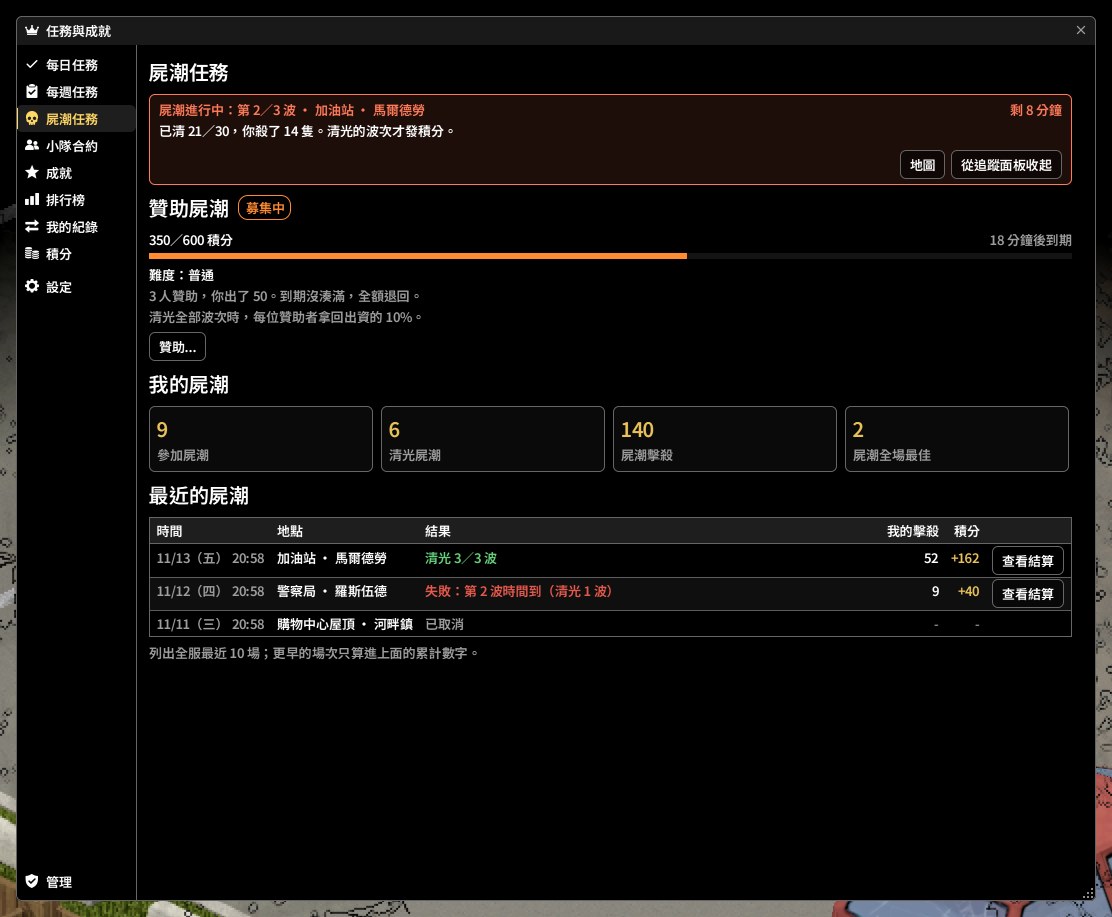 任務與成就
每日任務
每週任務
屍潮任務
小隊合約
成就
排行榜
我的紀錄
積分
設定
管理
屍潮任務
屍潮進行中：第 2／3 波 · 加油站 · 馬爾德勞 剩 8 分鐘
已清 21／30，你殺了 14 隻。清光的波次才發積分。
地圖 從追蹤面板收起
贊助屍潮 募集中
350／600 積分 18 分鐘後到期
難度：普通
3 人贊助，你出了 50。到期沒湊滿，全額退回。
清光全部波次時，每位贊助者拿回出資的 10%。
贊助...
我的屍潮
9 6 140 2
參加屍潮 清光屍潮 屍潮擊殺 屍潮全場最佳
最近的屍潮
時間 地點 結果 我的擊殺 積分
11/13（五） 20:58 加油站 · 馬爾德勞 清光 3／3 波 52 +162 查看結算
11/12（四） 20:58 警察局 · 羅斯伍德 失敗：第 2 波時間到（清光 1 波） 9 +40 查看結算
11/11（三） 20:58 購物中心屋頂 · 河畔鎮 已取消 - -
列出全服最近 10 場；更早的場次只算進上面的累計數字。